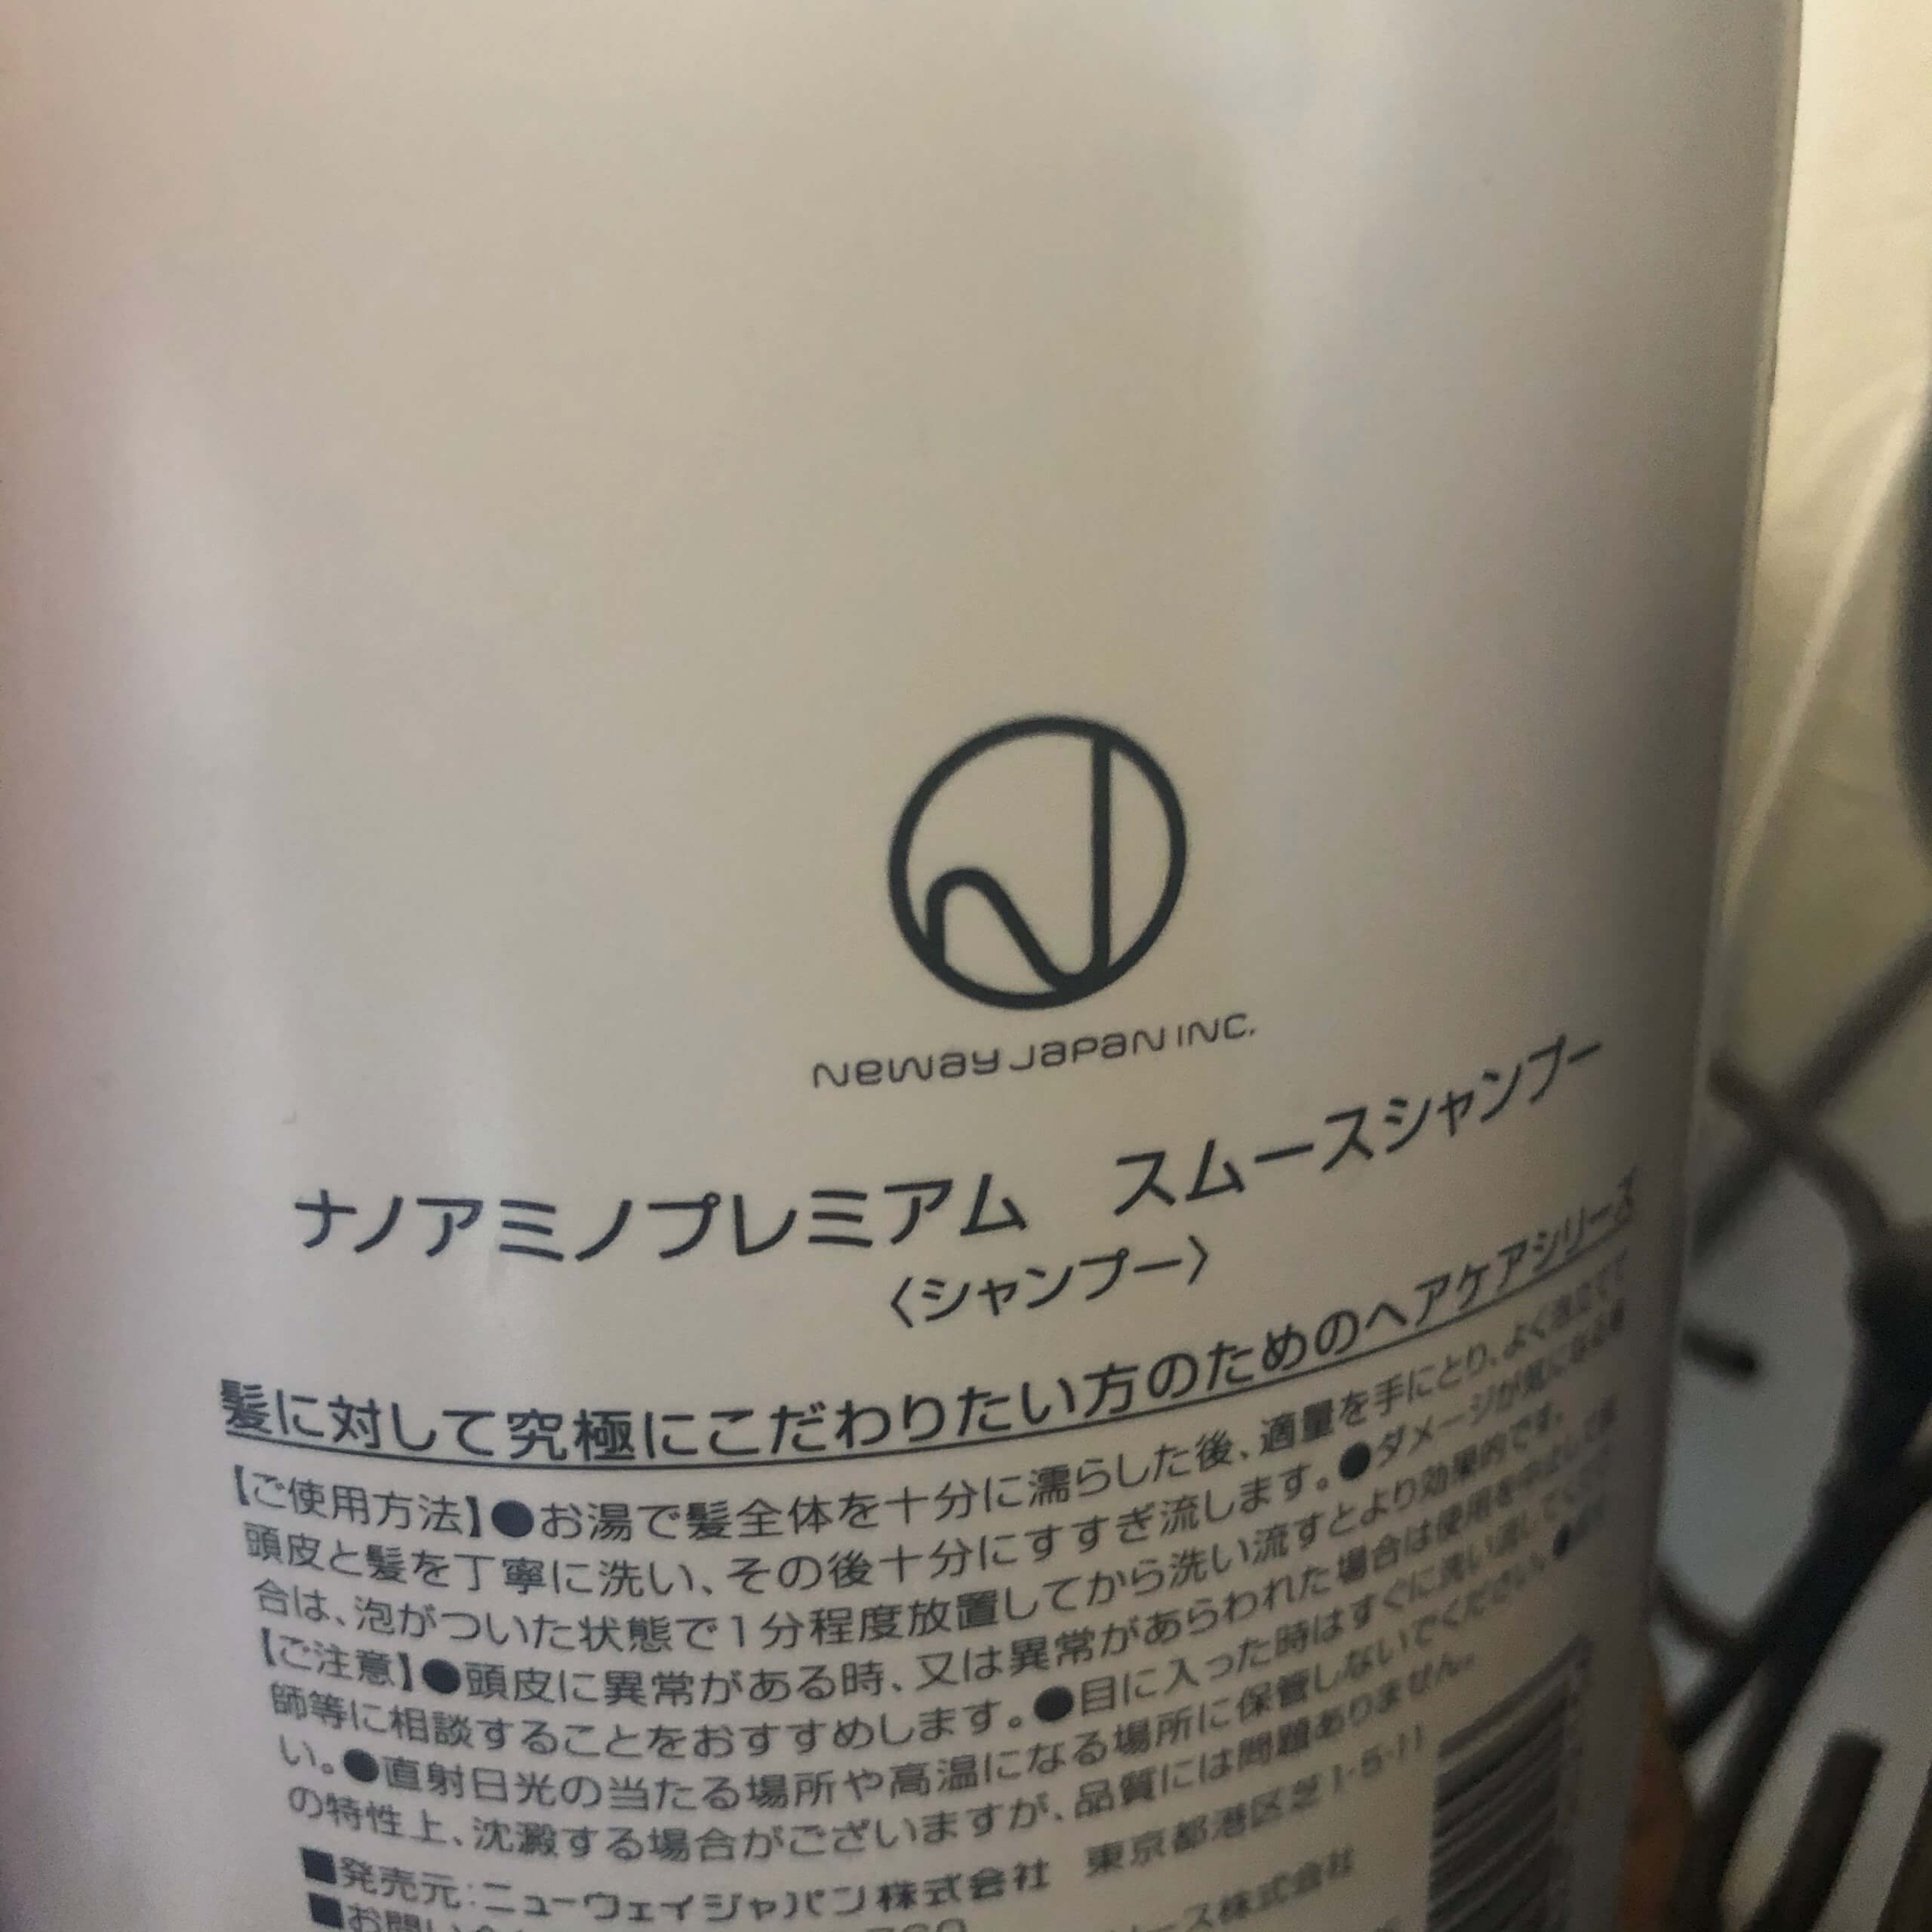 NEWAY JAPAN INC.
ナノアミノプレミアム スムースシャンプー
〈シャンプー〉
髪に対して究極にこだわりたい方のためのヘアケアシリーズ
【ご使用方法】●お湯で髪全体を十分に濡らした後、適量を手にとり、よく泡立てて
頭皮と髪を丁寧に洗い、その後十分にすすぎ流します。●ダメージが気になる場
合は、泡がついた状態で1分程度放置してから洗い流すとより効果的です。
【ご注意】●頭皮に異常がある時、又は異常があらわれた場合は使用を中止して
師等に相談することをおすすめします。●目に入った時はすぐに洗い流してくださ
い。●直射日光の当たる場所や高温になる場所に保管しないでください。
の特性上、沈澱する場合がございますが、品質には問題ありません。
■発売元:ニューウェイジャパン株式会社 東京都港区芝1-5-11
■お問い ース株式会社